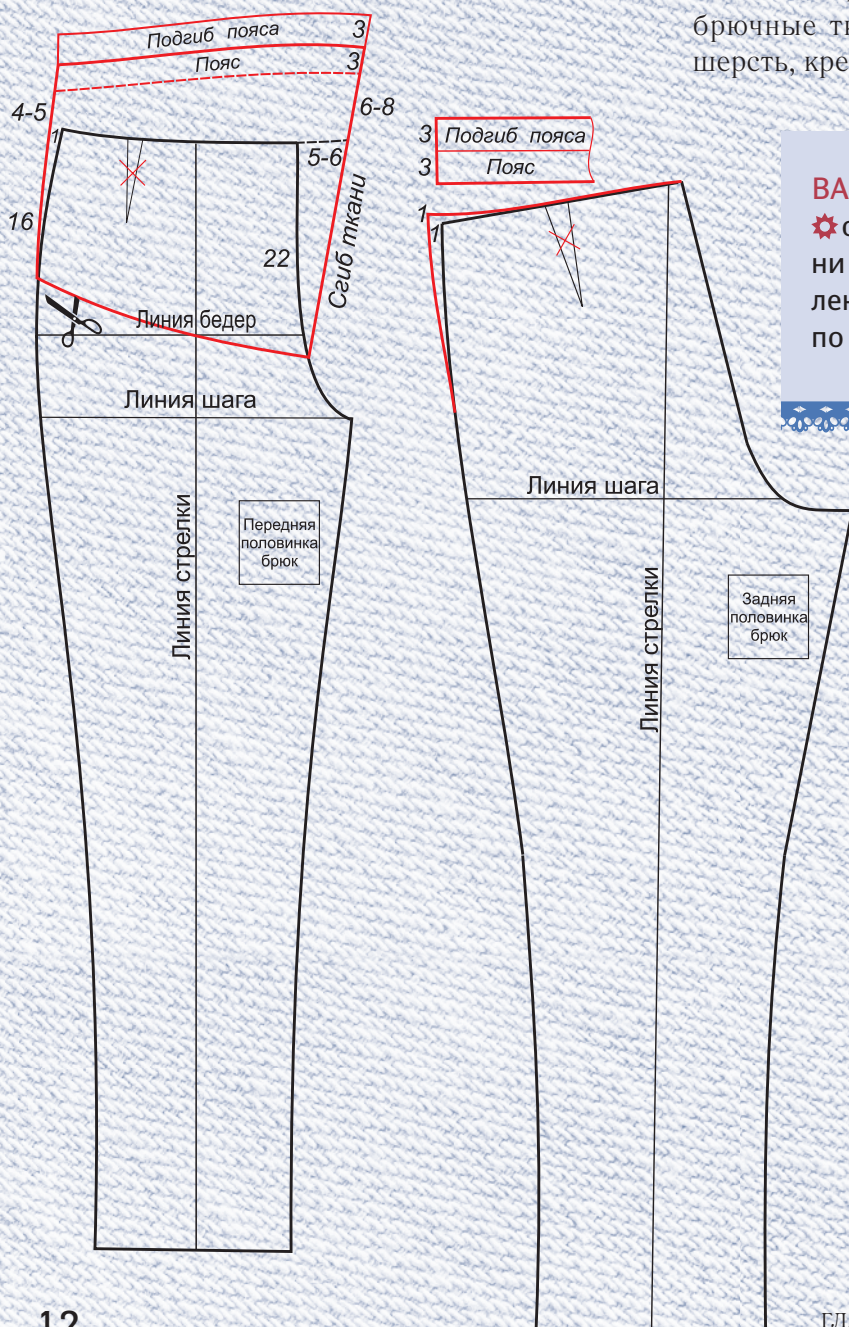 брючные
шерсть,
Подгиб пояса
3
Пояс
3
4-5
6-8
1
5-6
16
22
Сгиб ткани
Линия бедер
Линия шага
Линия стрелки
Передняя
половинка
брюк
3 Подгиб пояса
3 Пояс
1
1
Линия шага
Линия стрелки
Задняя
половинка
брюк
по
12